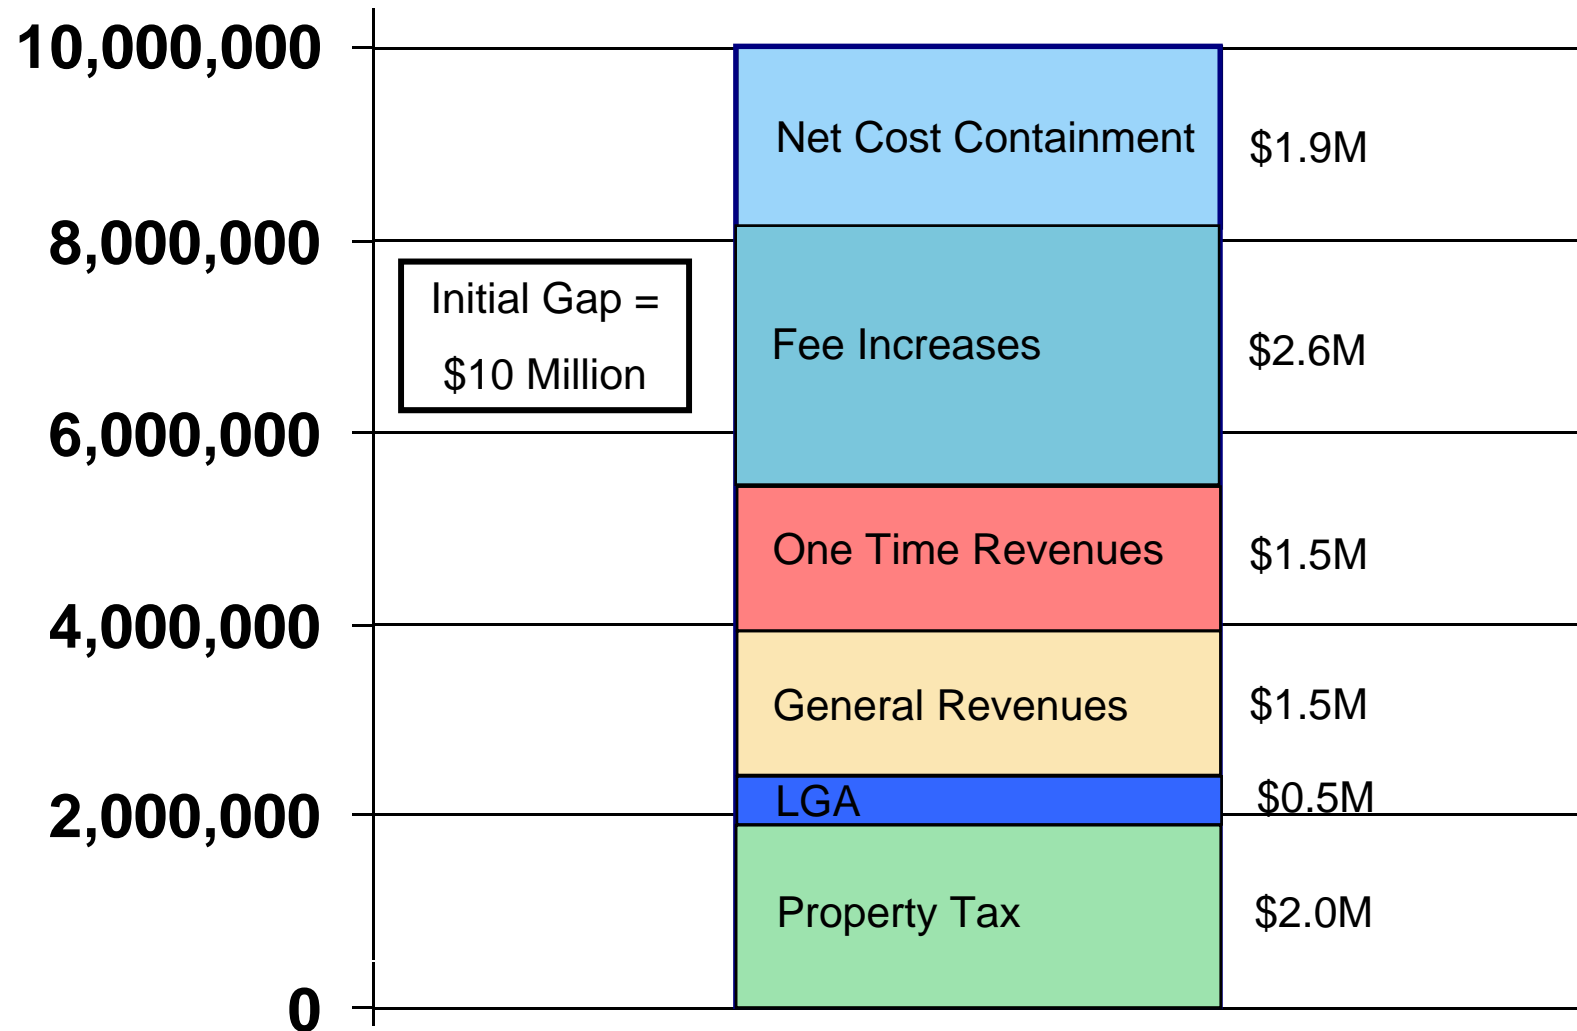 10,000,000
Net Cost Containment
$1.9M
8,000,000
Initial Gap =
$10 Million
Fee Increases
$2.6M
6,000,000
One Time Revenues
$1.5M
4,000,000
General Revenues
$1.5M
LGA
$0.5M
2,000,000
Property Tax
$2.0M
0